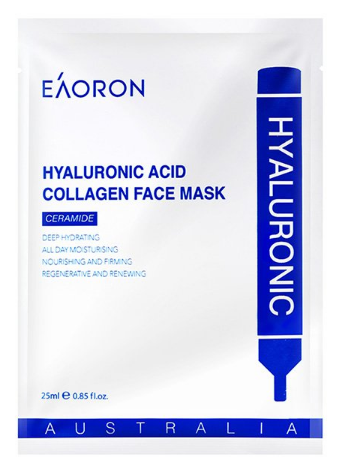 EÁORON
HYALURONIC ACID
COLLAGEN FACE MASK
CERAMIDE
DEEP HYDRATING
ALL DAY MOISTURISING
NOURISHING AND FIRMING
REGENERATIVE AND RENEWING
25ml ℮ 0.85 fl.oz.
HYALURONIC
AUSTRALIA